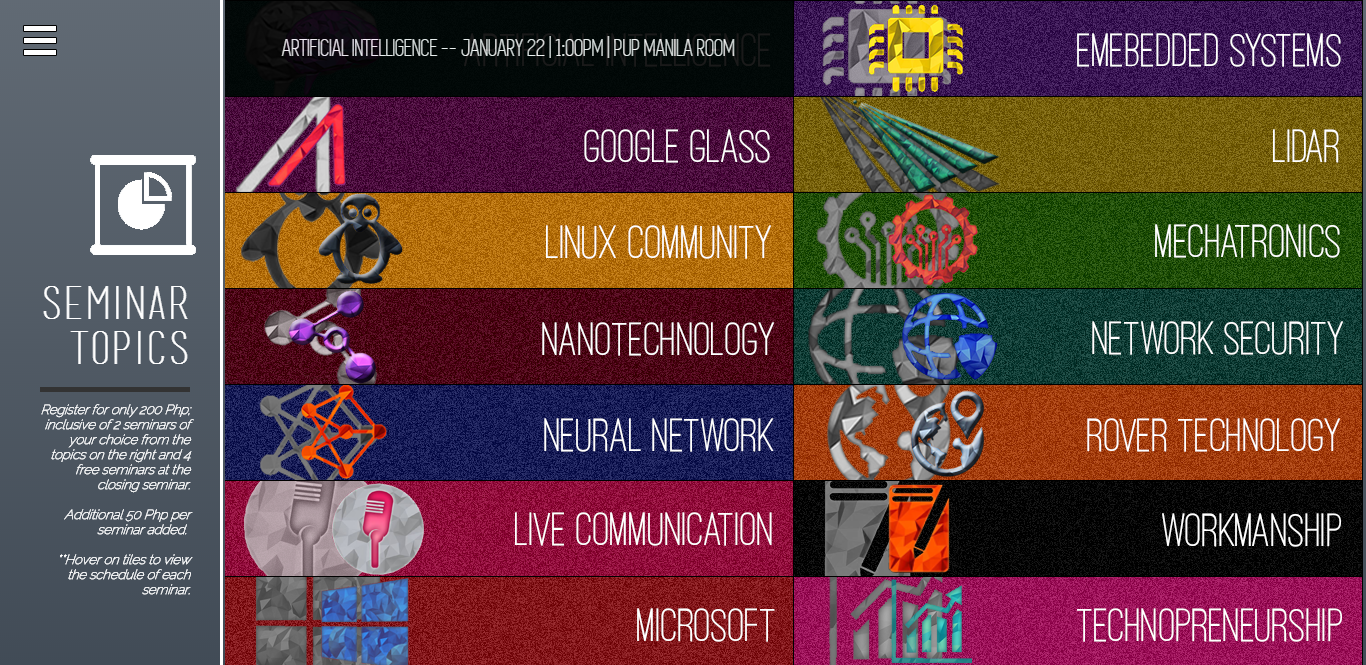 SEMINAR
TOPICS
Register for only 200 Php;
inclusive of 2 seminars of
your choice from the
topics on the right and 4
free seminars at the
closing seminar.
Additional 50 Php per
seminar added.
**Hover on tiles to view
the schedule of each
seminar.
ARTIFICIAL INTELLIGENCE -- JANUARY 22 | 1:00PM | PUP MANILA ROOM
ARTIFICIAL INTELLIGENCE
EMEBEDDED SYSTEMS
GOOGLE GLASS
LIDAR
LINUX COMMUNITY
MECHATRONICS
NANOTECHNOLOGY
NETWORK SECURITY
NEURAL NETWORK
ROVER TECHNOLOGY
LIVE COMMUNICATION
WORKMANSHIP
MICROSOFT
TECHNOPRENEURSHIP